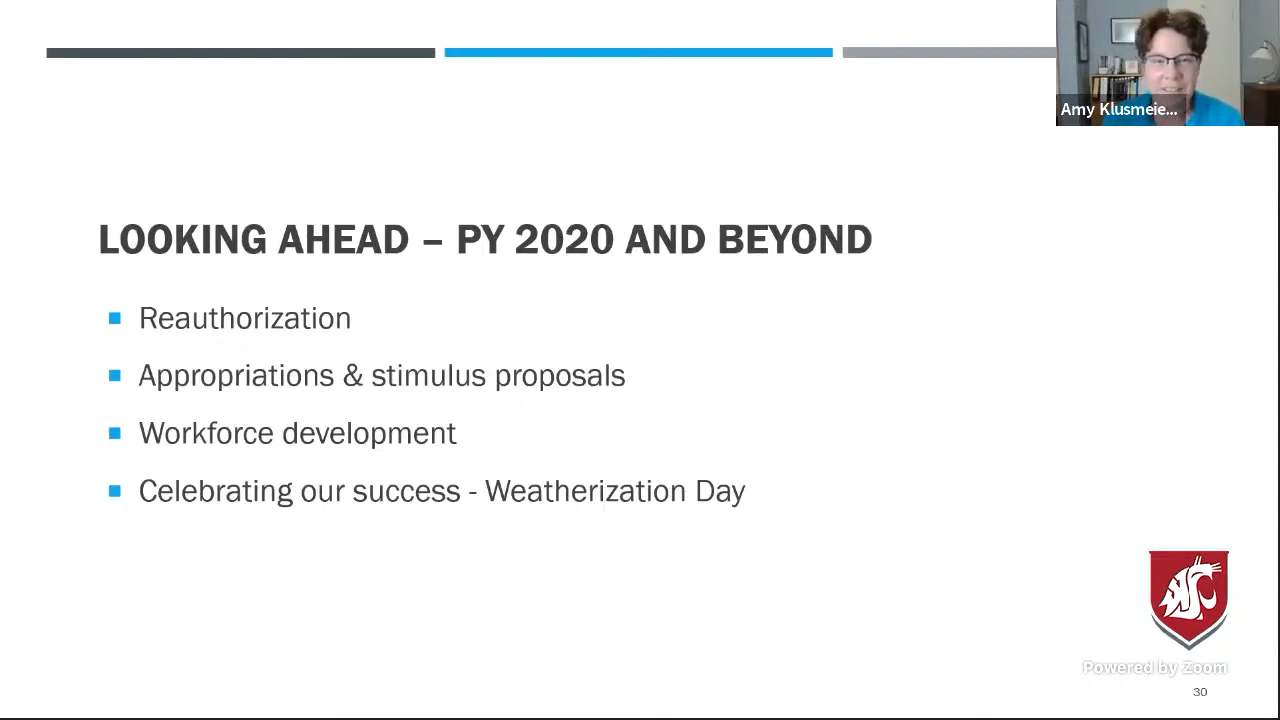 Amy Klusmeie...
LOOKING AHEAD – PY 2020 AND BEYOND
Reauthorization
Appropriations & stimulus proposals
Workforce development
Celebrating our success - Weatherization Day
Powered by Zoom
30